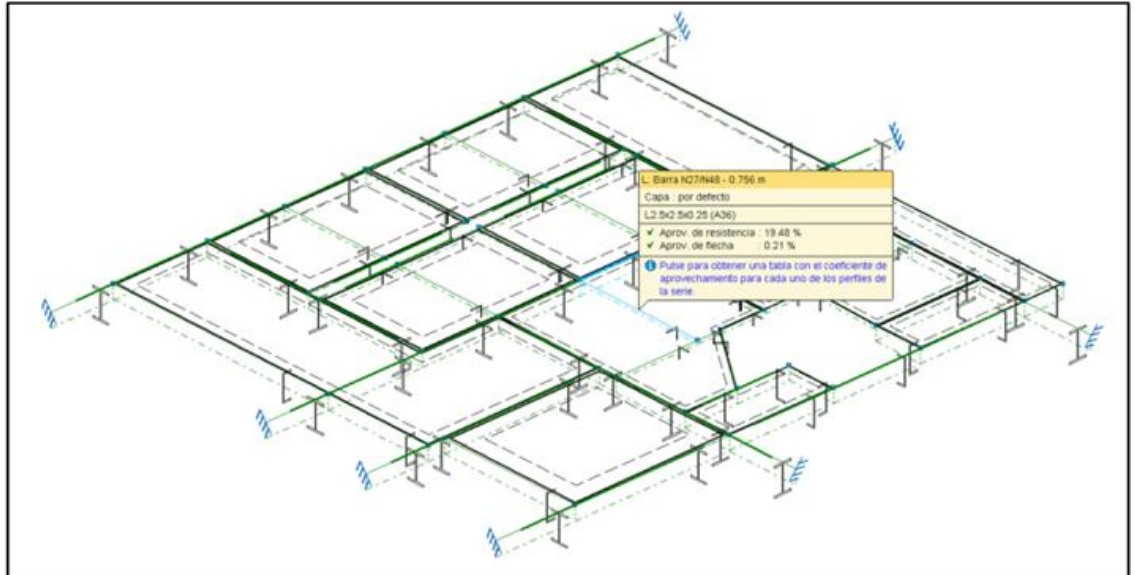 L: Barra N27/N48 - 0.756 m
Capa : por defecto
L2.5x2.5x0.25 (A36)
Aprov. de resistencia : 19.48 %
Aprov. de flecha : 0.21 %
Pulse para obtener una tabla con el coeficiente de
aprovechamiento para cada uno de los perfiles de
la serie.